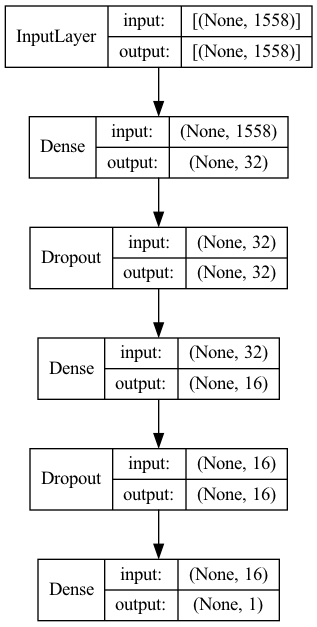 InputLayer
input: [(None, 1558)]
output: [(None, 1558)]
Dense
input: (None, 1558)
output: (None, 32)
Dropout
input: (None, 32)
output: (None, 32)
Dense
input: (None, 32)
output: (None, 16)
Dropout
input: (None, 16)
output: (None, 16)
Dense
input: (None, 16)
output: (None, 1)